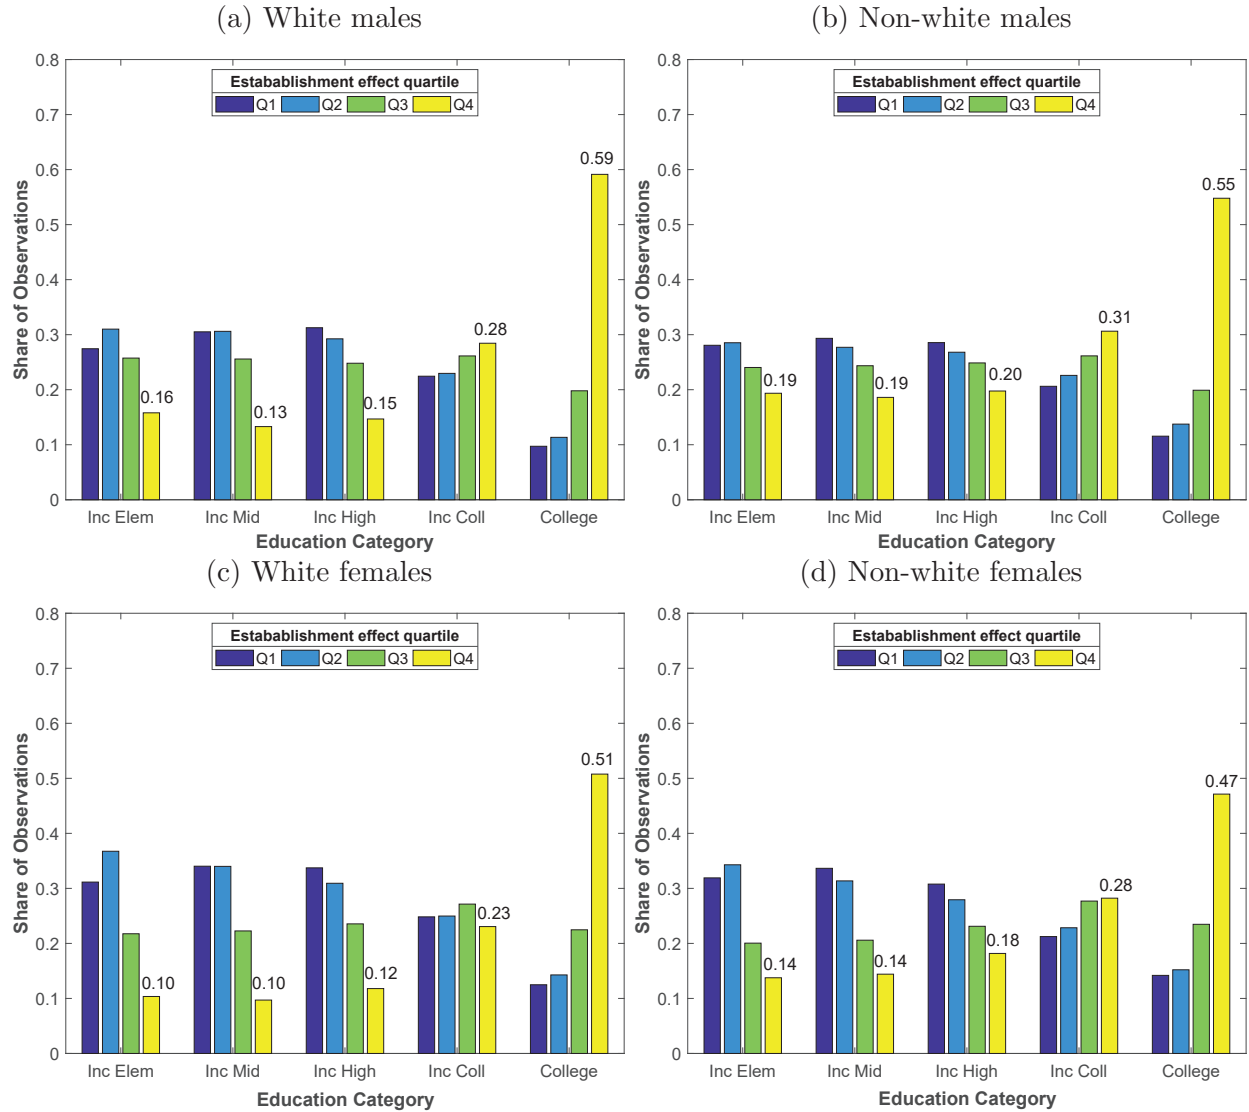 (a) White males
Estabablishment effect quartile
Q1 Q2 Q3 Q4
Share of Observations
0.8
0.7
0.6
0.5
0.4
0.3
0.2
0.1
0
0.16
0.13
0.15
0.28
0.59
Inc Elem Inc Mid Inc High Inc Coll College
Education Category
(b) Non-white males
Estabablishment effect quartile
Q1 Q2 Q3 Q4
Share of Observations
0.8
0.7
0.6
0.5
0.4
0.3
0.2
0.1
0
0.19
0.19
0.20
0.31
0.55
Inc Elem Inc Mid Inc High Inc Coll College
Education Category
(c) White females
Estabablishment effect quartile
Q1 Q2 Q3 Q4
Share of Observations
0.8
0.7
0.6
0.5
0.4
0.3
0.2
0.1
0
0.10
0.10
0.12
0.23
0.51
Inc Elem Inc Mid Inc High Inc Coll College
Education Category
(d) Non-white females
Estabablishment effect quartile
Q1 Q2 Q3 Q4
Share of Observations
0.8
0.7
0.6
0.5
0.4
0.3
0.2
0.1
0
0.14
0.14
0.18
0.28
0.47
Inc Elem Inc Mid Inc High Inc Coll College
Education Category